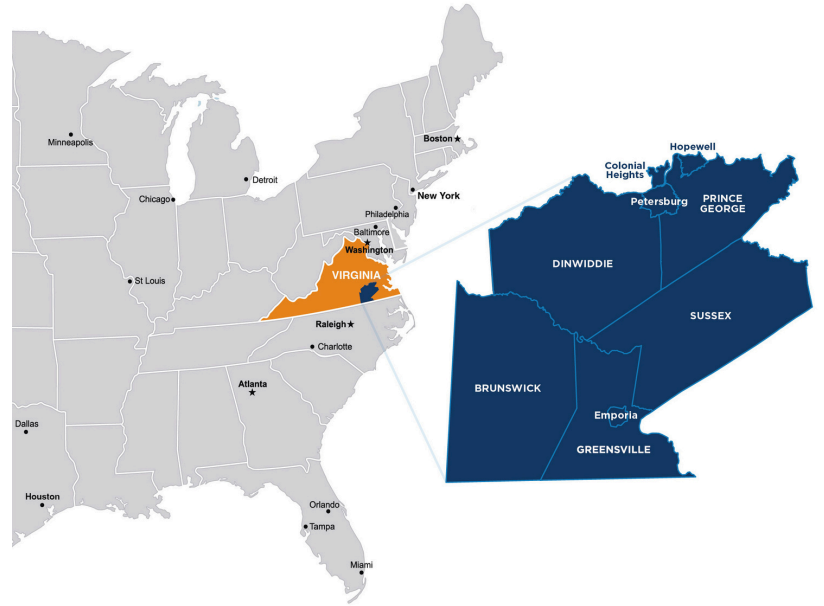 Minneapolis
Boston
Detroit
Chicago
New York
Philadelphia
Baltimore
Washington
St Louis
VIRGINIA
Raleigh
Charlotte
Atlanta
Dallas
Houston
Orlando
Tampa
Miami
Hopewell
Colonial
Heights
Petersburg
PRINCE
GEORGE
DINWIDDIE
SUSSEX
BRUNSWICK
Emporia
GREENSVILLE